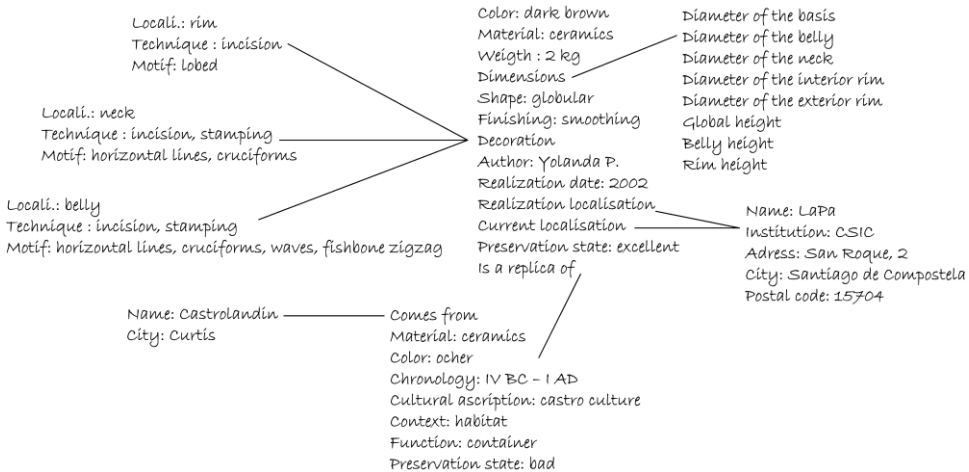 Locali.: rim
Technique : incision
Motif: lobed
Locali.: neck
Technique : incision, stamping
Motif: horizontal lines, cruciforms
Locali.: belly
Technique : incision, stamping
Motif: horizontal lines, cruciforms, waves, fishbone zigzag
Color: dark brown
Material: ceramics
Weigth : 2 kg
Dimensions
Shape: globular
Finishing: smoothing
Decoration
Author: Yolanda P.
Realization date: 2002
Realization localisation
Current localisation
Preservation state: excellent
Is a replica of
Diameter of the basis
Diameter of the belly
Diameter of the neck
Diameter of the interior rim
Diameter of the exterior rim
Global height
Belly height
Rim height
Name: LaPa
Institution: CSIC
Adress: San Roque, 2
City: Santiago de Compostela
Postal code: 15704
Name: Castrolandin
City: Curtis
Comes from
Material: ceramics
Color: ocher
Chronology: IV BC – I AD
Cultural ascription: castro culture
Context: habitat
Function: container
Preservation state: bad